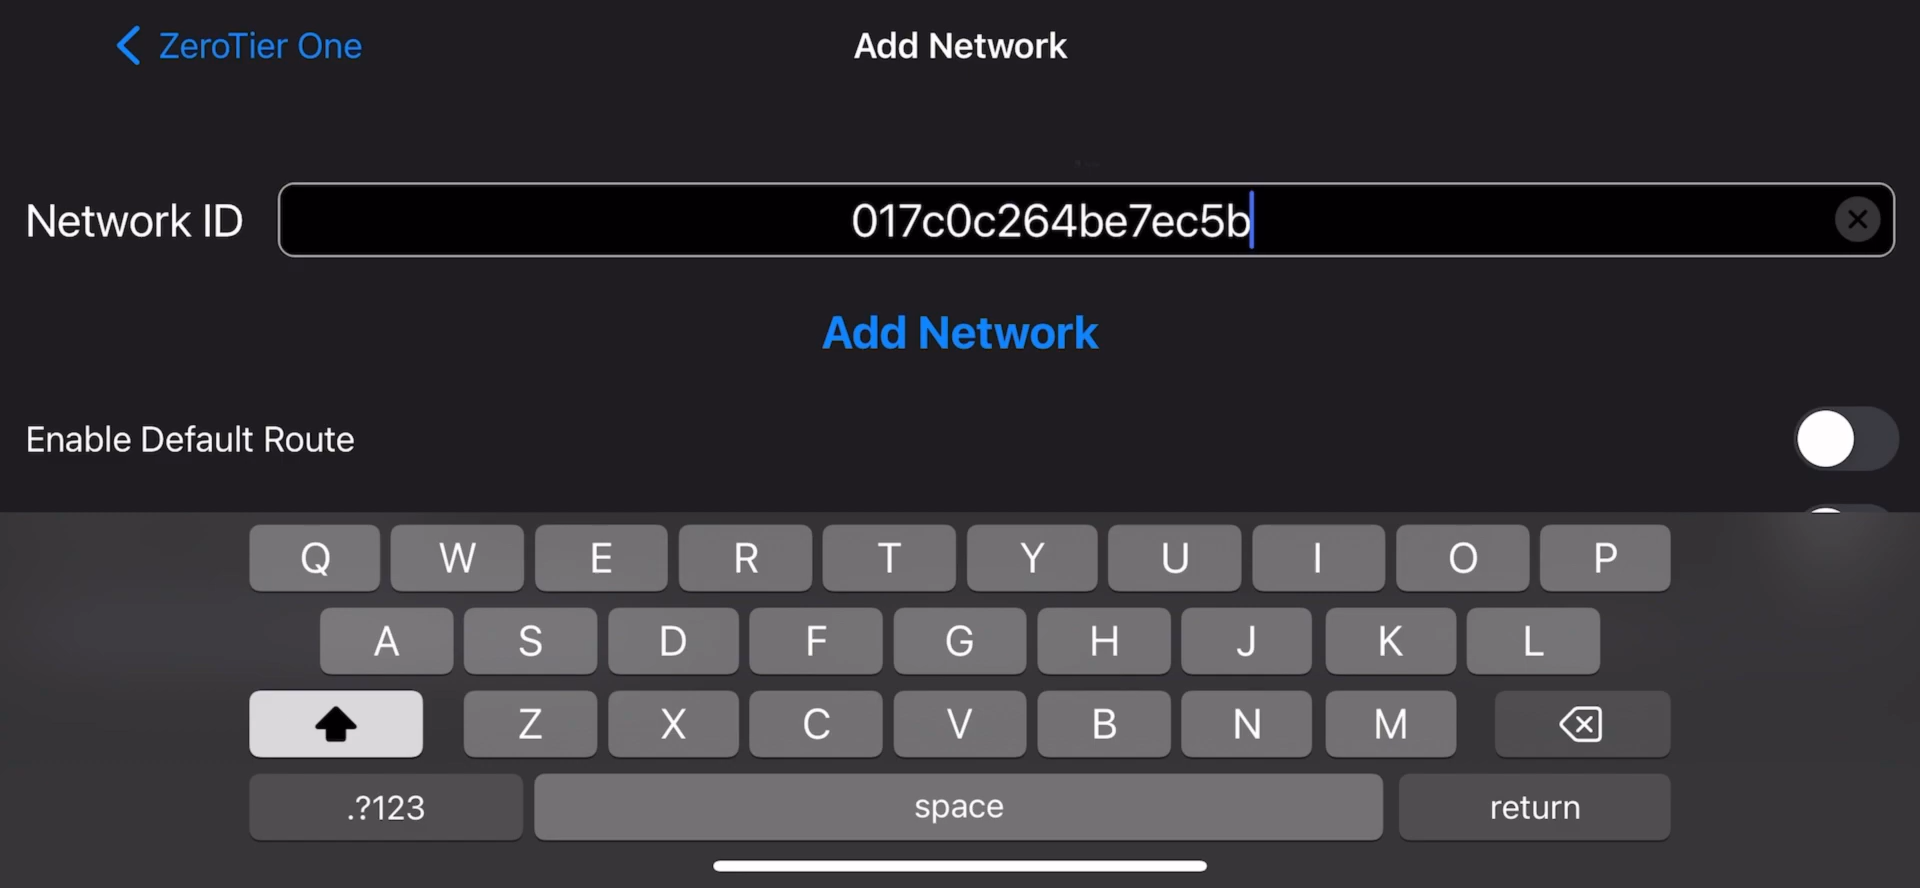 ZeroTier One
Add Network
Network ID
017c0c264be7ec5b
Add Network
Enable Default Route
Q W E R T Y U I O P
A S D F G H J K L
Z X C V B N M
.?123 space return